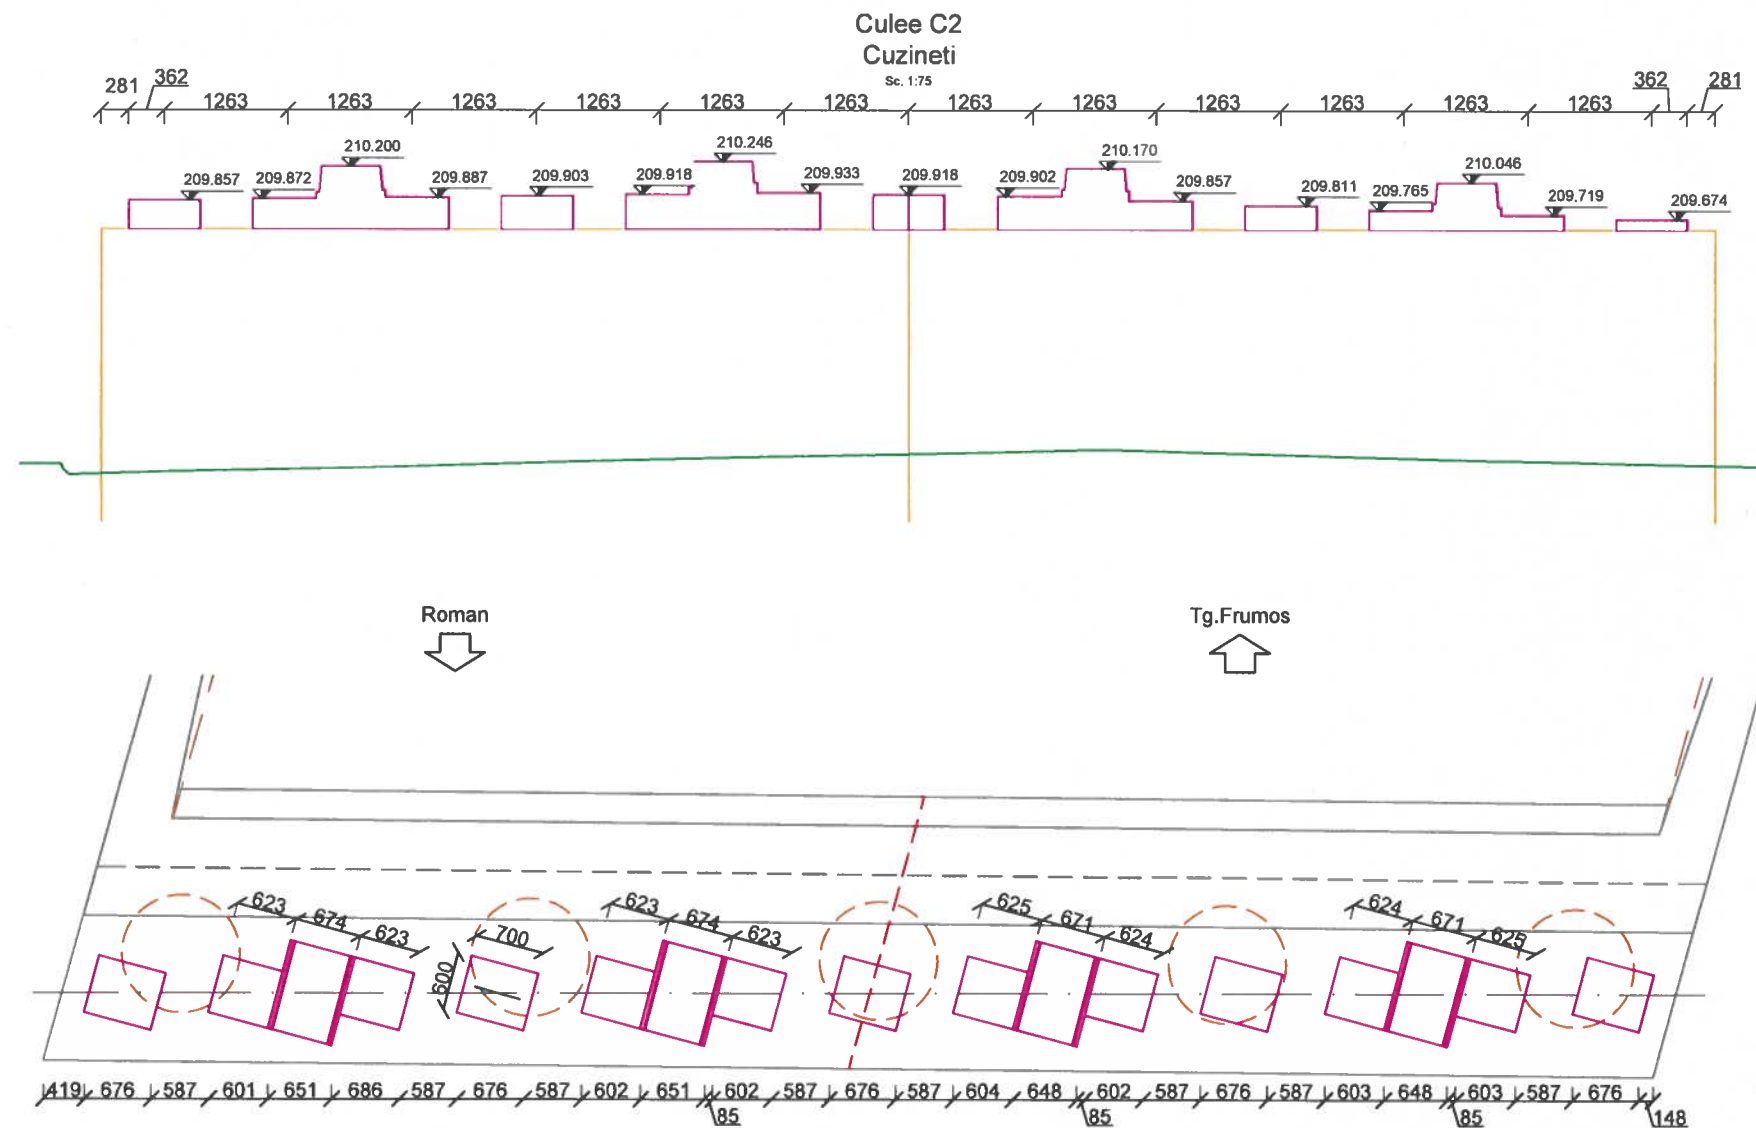 Culee C2
Cuzineti
Sc. 1:75
281 362 1263 1263 1263 1263 1263 1263 1263 1263 1263 1263 1263 1263 362 281
210.200 210.246 210.170 210.046
209.857 209.872 209.887 209.903 209.918 209.933 209.918 209.902 209.857 209.811 209.765 209.719 209.674
Roman Tg.Frumos
623 674 623 700 600 623 674 623 625 671 624 624 671 625
419 676 587 601 651 686 587 676 587 602 651 602 587 676 587 604 648 602 587 676 587 603 648 603 587 676
85 85 85 148